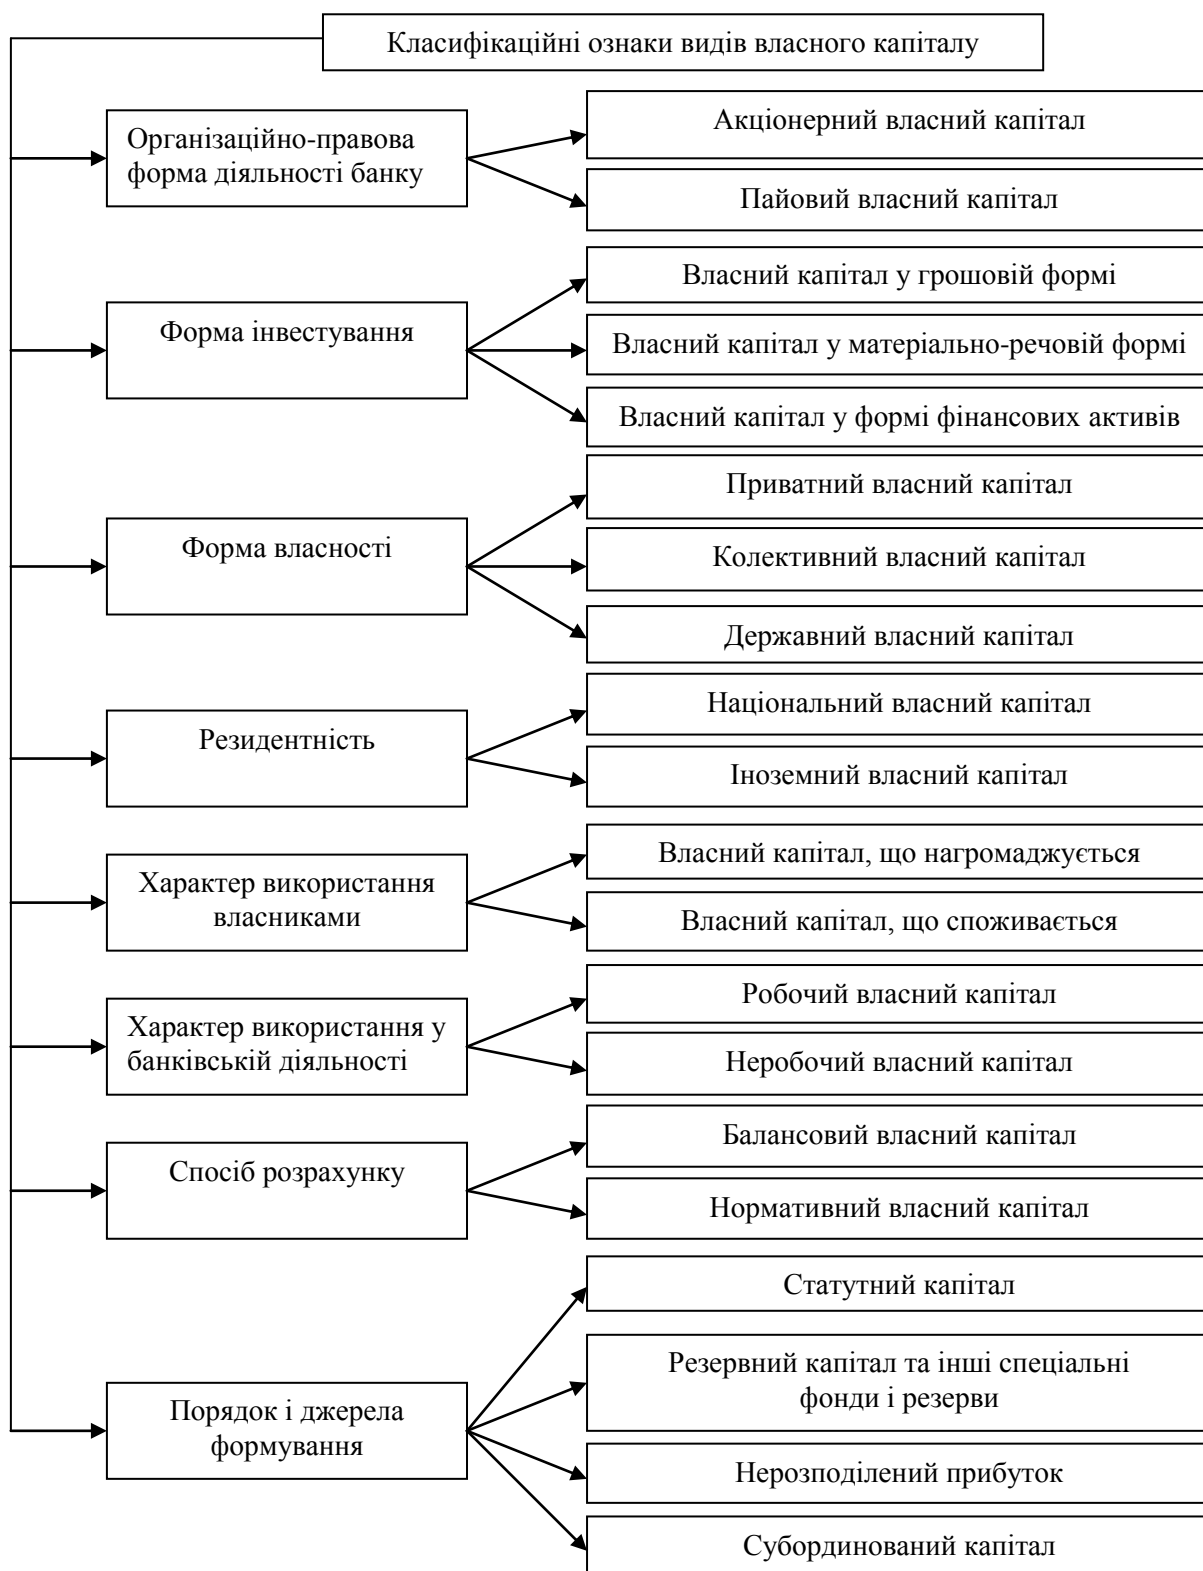 Класифікаційні ознаки видів власного капіталу
Організаційно-правова
форма діяльності банку
Акціонерний власний капітал
Пайовий власний капітал
Форма інвестування
Власний капітал у грошовій формі
Власний капітал у матеріально-речовій формі
Власний капітал у формі фінансових активів
Форма власності
Приватний власний капітал
Колективний власний капітал
Державний власний капітал
Резидентність
Національний власний капітал
Іноземний власний капітал
Характер використання
власниками
Власний капітал, що нагромаджується
Власний капітал, що споживається
Характер використання у
банківській діяльності
Робочий власний капітал
Неробочий власний капітал
Спосіб розрахунку
Балансовий власний капітал
Нормативний власний капітал
Порядок і джерела
формування
Статутний капітал
Резервний капітал та інші спеціальні
фонди і резерви
Нерозподілений прибуток
Субординований капітал